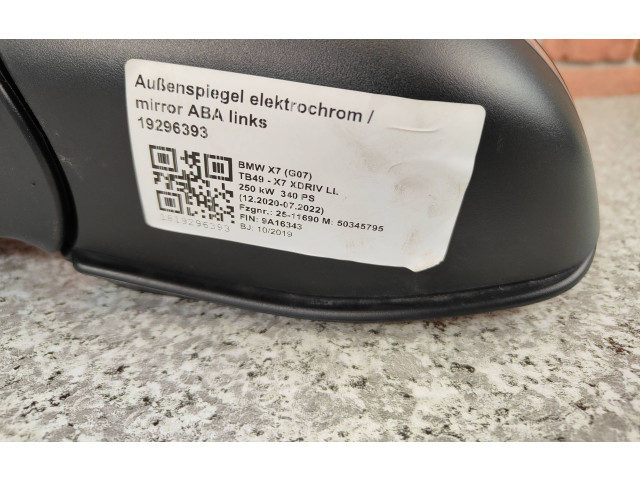 Außenspiegel elektrochrom /
mirror ABA links
19296393
BMW X7 (G07)
TB49 - X7 XDRIV LL
250 kW 340 PS
(12.2020-07.2022)
Fzgnr.: 25-11690 M: 50345795
FIN: 9A16343
BJ: 10/2019
1819296393